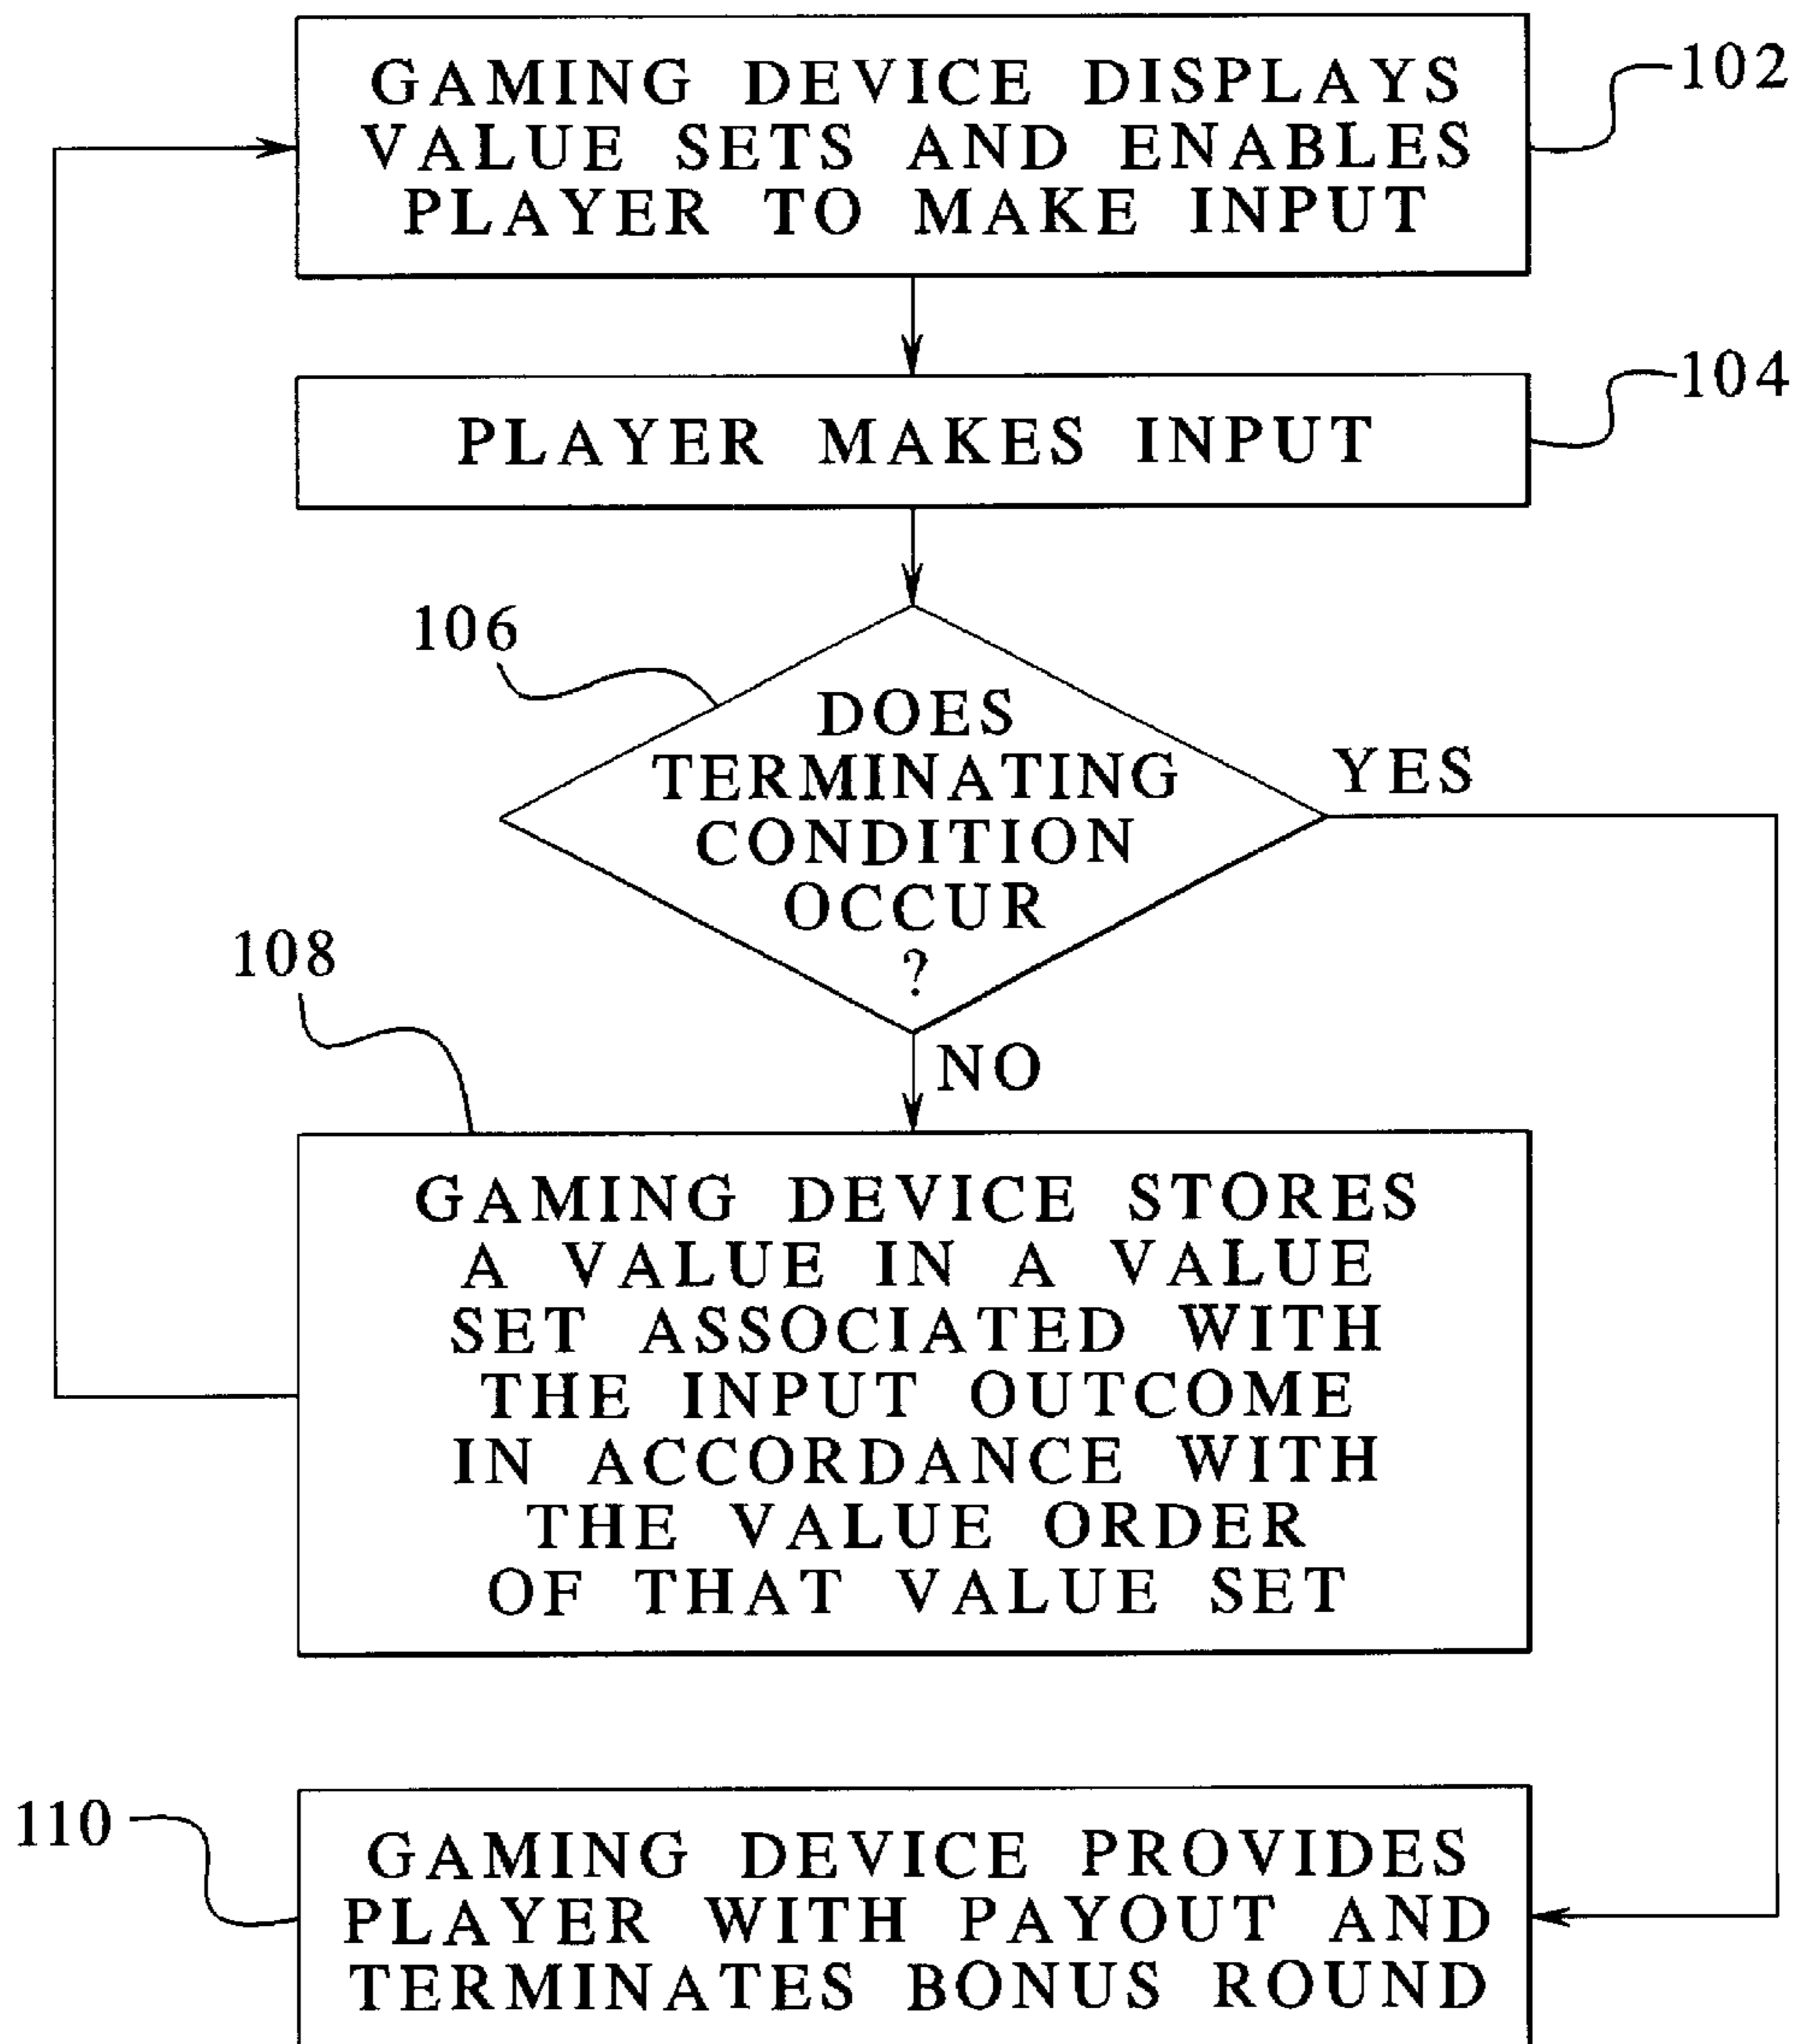 GAMING DEVICE DISPLAYS
VALUE SETS AND ENABLES
PLAYER TO MAKE INPUT
102
PLAYER MAKES INPUT
104
106
DOES
TERMINATING
CONDITION
OCCUR
?
YES
NO
108
GAMING DEVICE STORES
A VALUE IN A VALUE
SET ASSOCIATED WITH
THE INPUT OUTCOME
IN ACCORDANCE WITH
THE VALUE ORDER
OF THAT VALUE SET
110
GAMING DEVICE PROVIDES
PLAYER WITH PAYOUT AND
TERMINATES BONUS ROUND